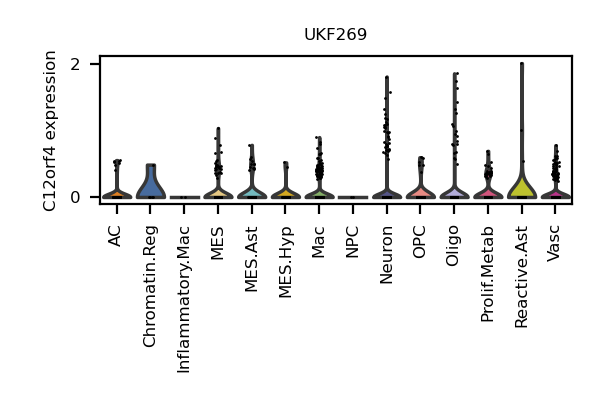 UKF269
C12orf4 expression
2
0
AC
Chromatin.Reg
Inflammatory.Mac
MES
MES.Ast
MES.Hyp
Mac
NPC
Neuron
OPC
Oligo
Prolif.Metab
Reactive.Ast
Vasc